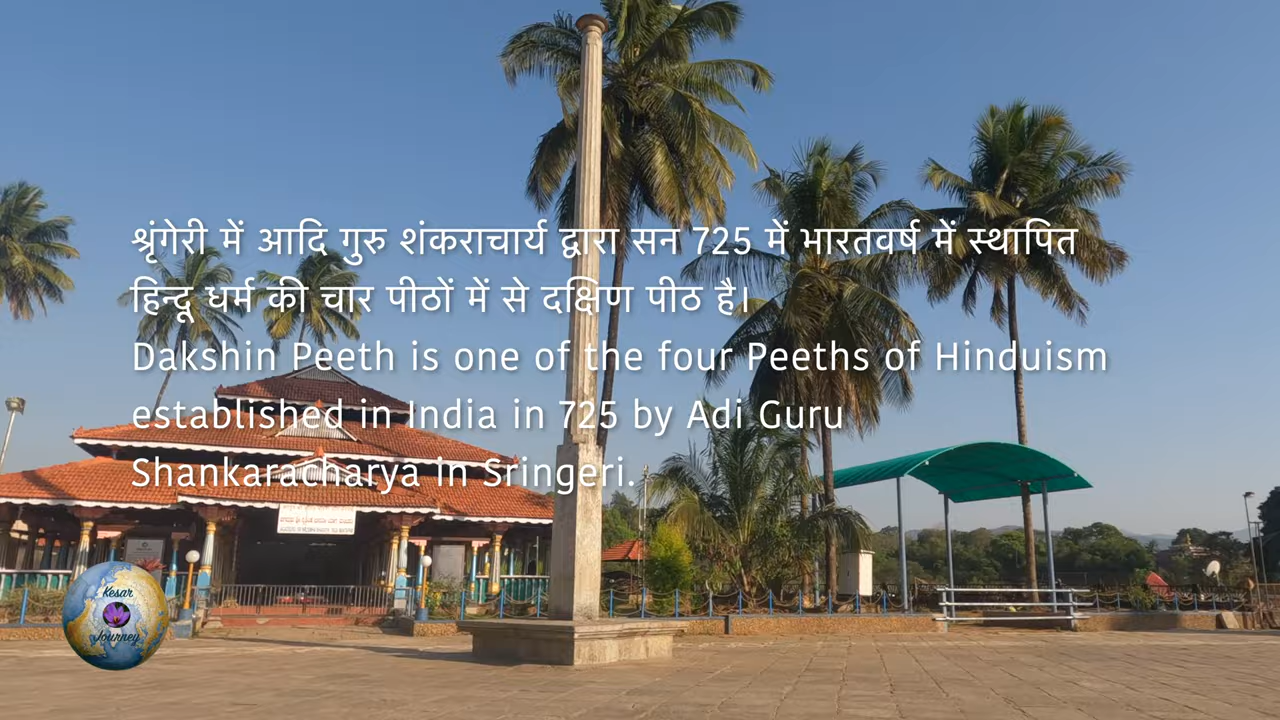 श्रृंगेरी में आदि गुरु शंकराचार्य द्वारा सन 725 में भारतवर्ष में स्थापित
हिन्दू धर्म की चार पीठों में से दक्षिण पीठ है।
Dakshin Peeth is one of the four Peeths of Hinduism
established in India in 725 by Adi Guru
Shankaracharya in Sringeri.
Kesar
Journey